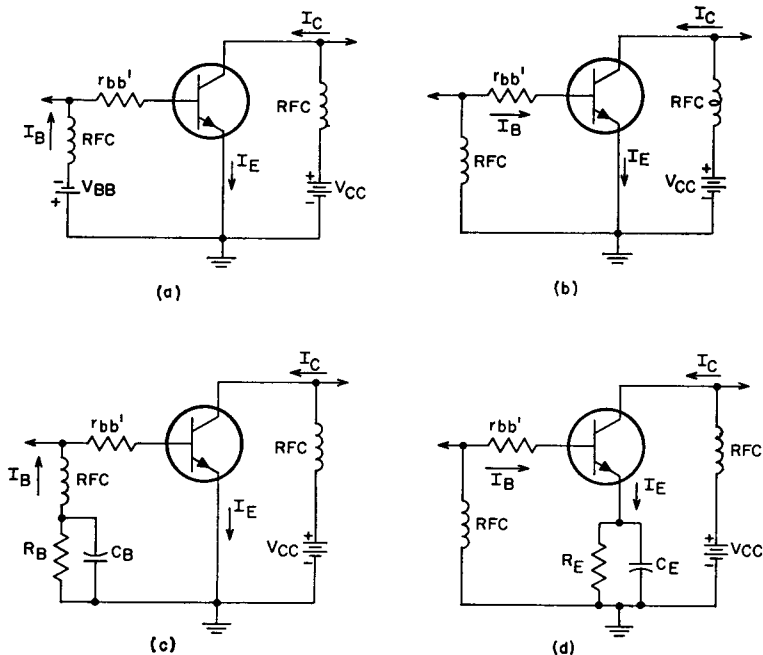 I_C
r_bb'
I_B
RFC
RFC
I_E
-
V_BB
+
+
V_CC
-
(a)
I_C
r_bb'
I_B
RFC
RFC
I_E
+
V_CC
-
(b)
I_C
r_bb'
I_B
RFC
RFC
I_E
R_B
C_B
+
V_CC
-
(c)
I_C
r_bb'
I_B
RFC
RFC
I_E
R_E
C_E
+
V_CC
-
(d)